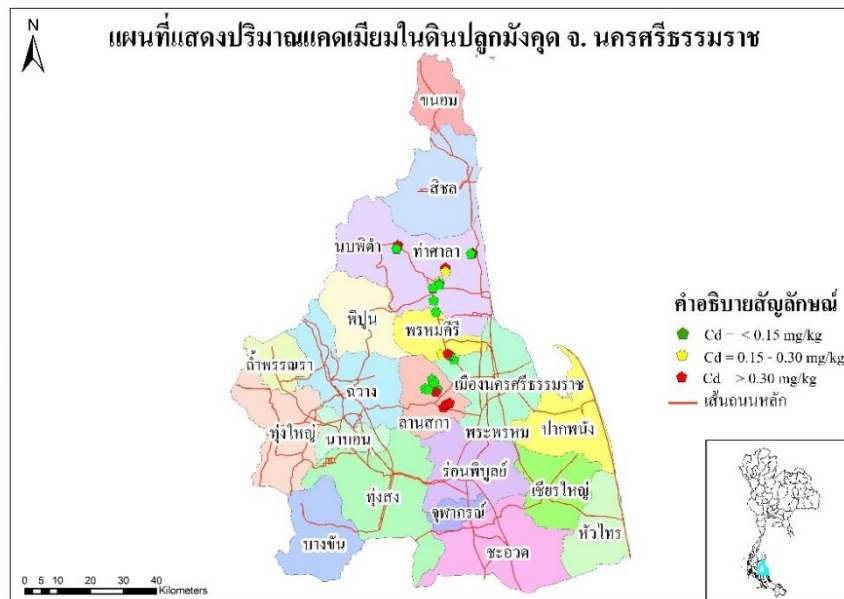 แผนที่แสดงปริมาณแคดเมียมในดินปลูกมังคุด จ. นครศรีธรรมราช
N
ขนอม
สิชล
นบพิตำ
ท่าศาลา
พิปูน
พรหมคีรี
ถ้ำพรรณรา
ฉวาง
เมืองนครศรีธรรมราช
ลานสกา
ทุ่งใหญ่
นาบอน
พระพรหม
ปากพนัง
ร่อนพิบูลย์
ทุ่งสง
เชียรใหญ่
จุฬาภรณ์
หัวไทร
บางขัน
ชะอวด
คำอธิบายสัญลักษณ์
Cd = < 0.15 mg/kg
Cd = 0.15 - 0.30 mg/kg
Cd > 0.30 mg/kg
เส้นถนนหลัก
0 5 10 20 30 40
Kilometers